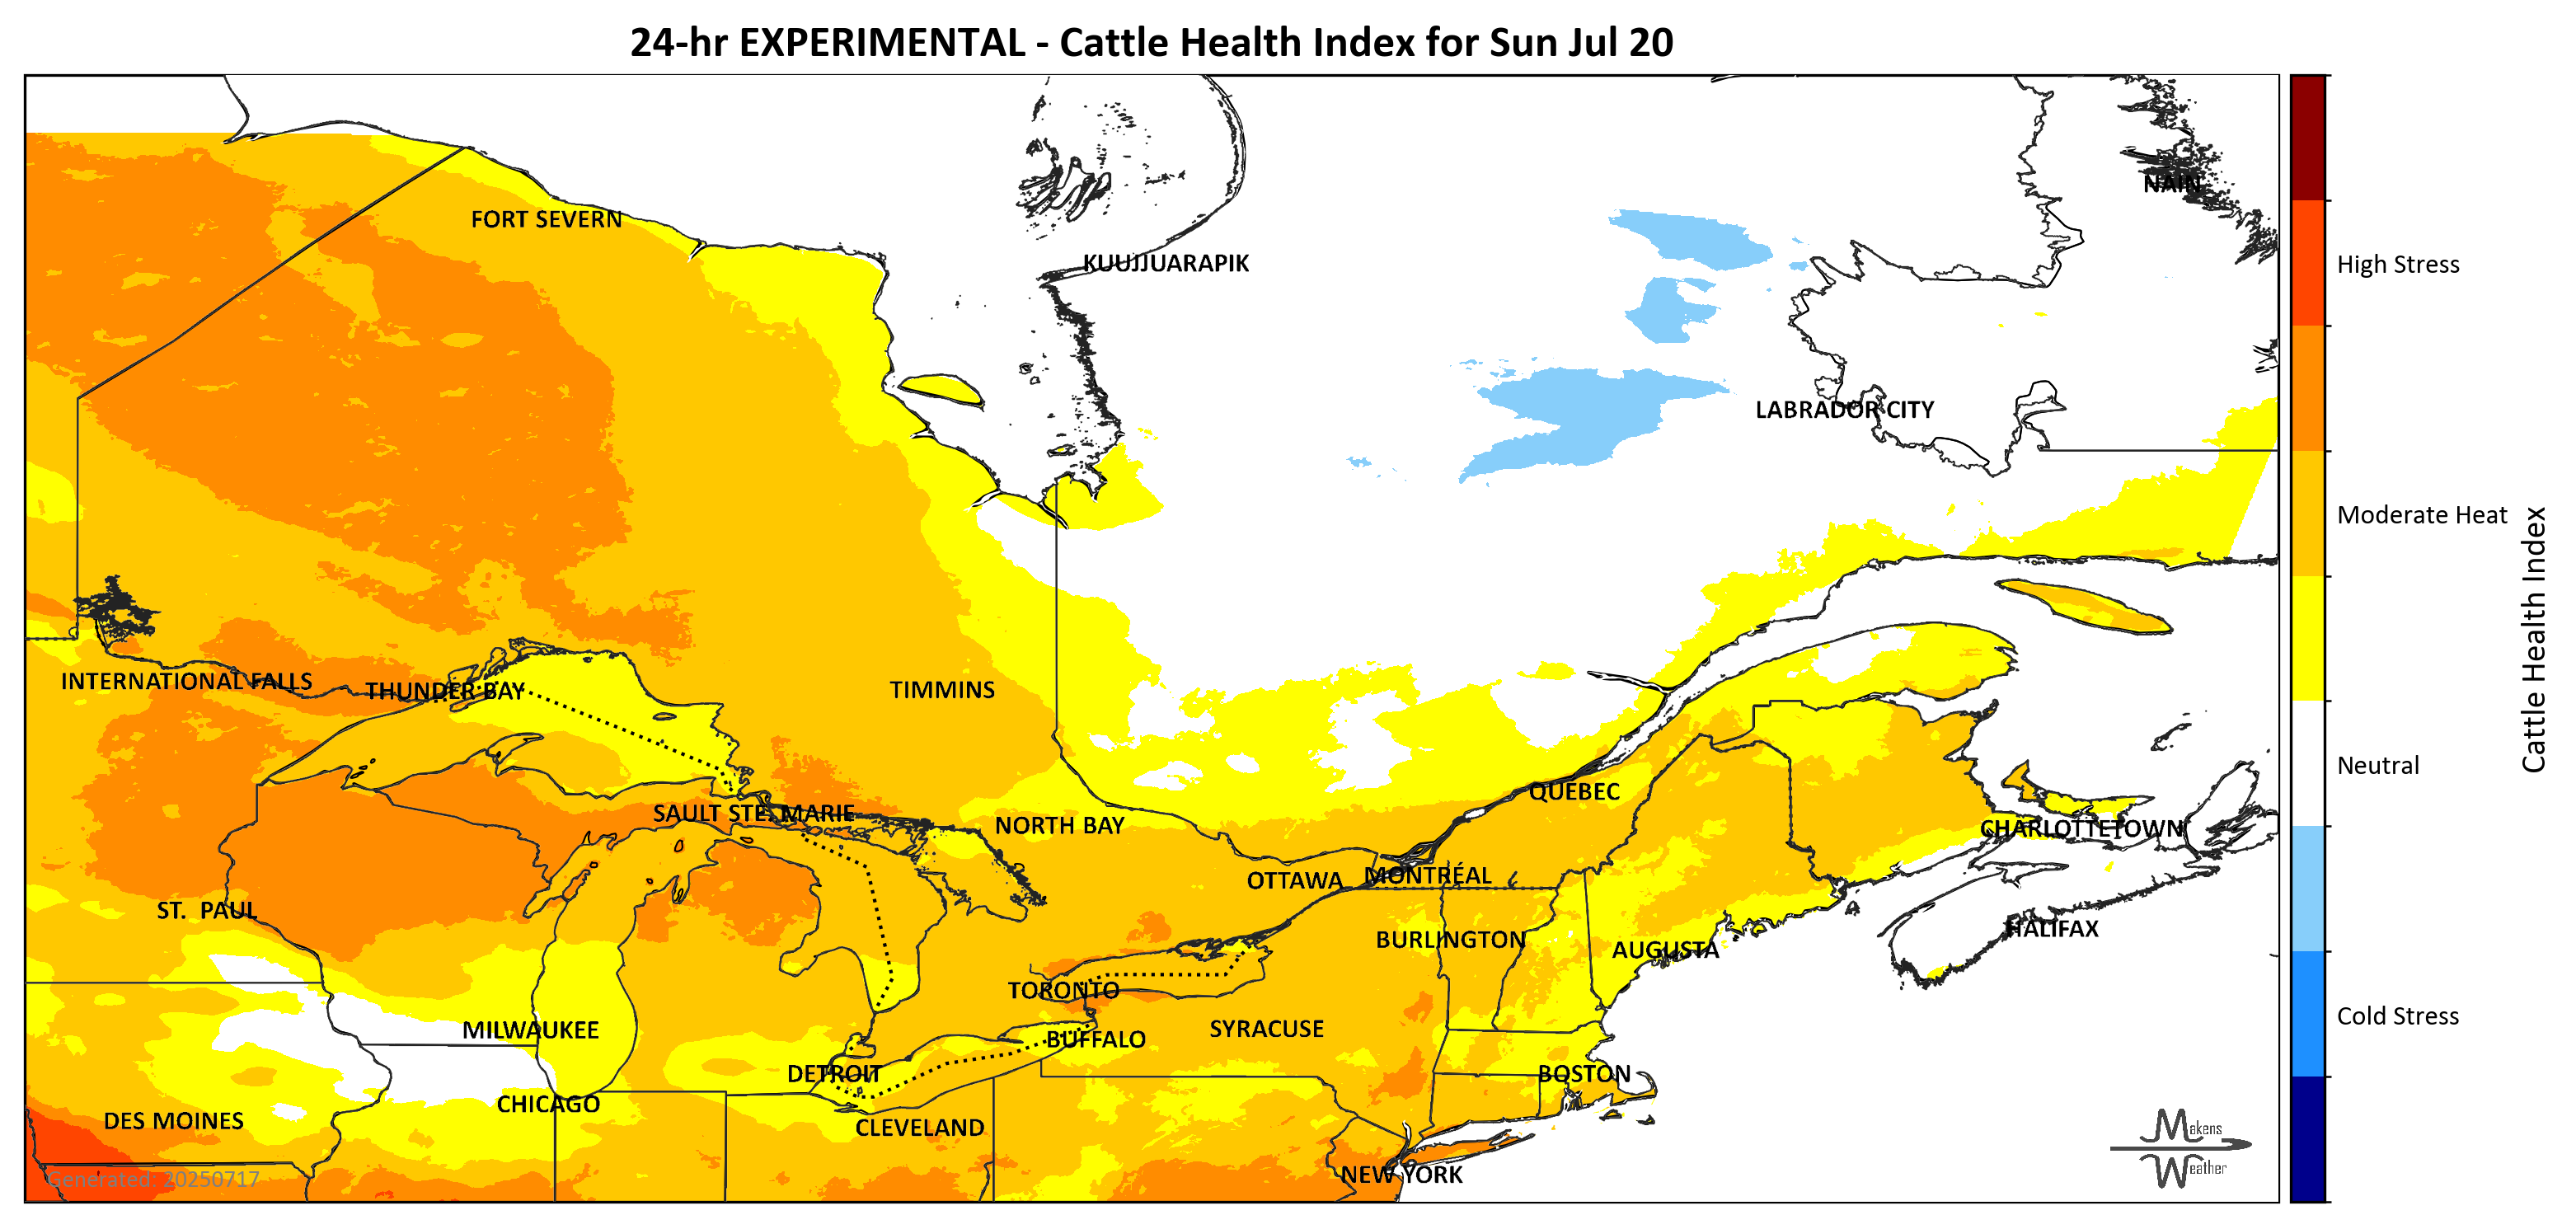 24-hr EXPERIMENTAL - Cattle Health Index for Sun Jul 20
NAIN
FORT SEVERN
KUUJJUARAPIK
High Stress
LABRADOR CITY
Moderate Heat
Cattle Health Index
INTERNATIONAL FALLS
THUNDER BAY
TIMMINS
Neutral
QUEBEC
SAULT STE. MARIE
NORTH BAY
CHARLOTTETOWN
OTTAWA
MONTRÉAL
ST. PAUL
HALIFAX
BURLINGTON
AUGUSTA
TORONTO
Cold Stress
MILWAUKEE
SYRACUSE
BUFFALO
DETROIT
BOSTON
CHICAGO
DES MOINES
CLEVELAND
Makens
Weather
NEW YORK
Generated: 20250717